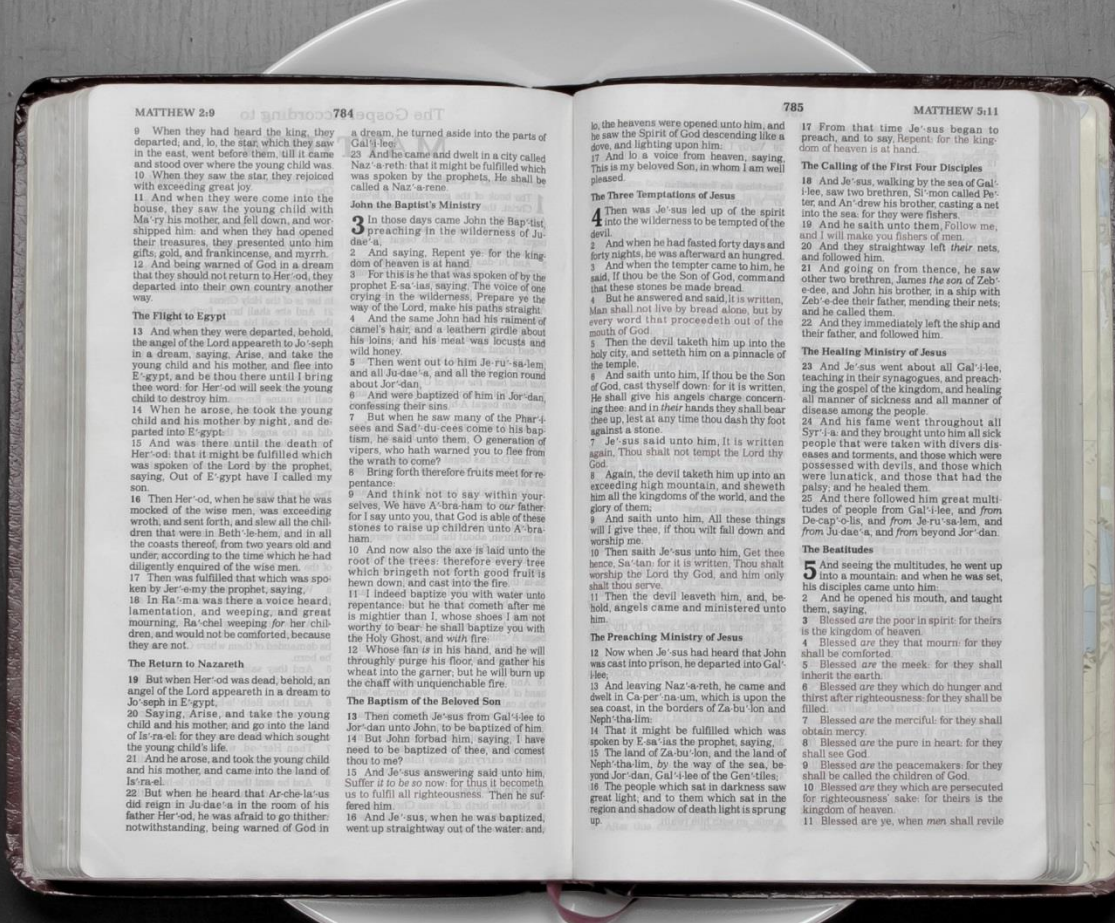 MATTHEW 2:9
784
9 When they had heard the king, they
departed; and, lo, the star, which they saw
in the east, went before them, till it came
and stood over where the young child was.
10 When they saw the star, they rejoiced
with exceeding great joy.
11 And when they were come into the
house, they saw the young child with
Ma´-ry his mother, and fell down, and wor-
shipped him: and when they had opened
their treasures, they presented unto him
gifts; gold, and frankincense, and myrrh.
12 And being warned of God in a dream
that they should not return to Her´-od, they
departed into their own country another
way.
The Flight to Egypt
13 And when they were departed, behold,
the angel of the Lord appeareth to Jo´-seph
in a dream, saying, Arise, and take the
young child and his mother, and flee into
E´-gypt, and be thou there until I bring
thee word: for Her´-od will seek the young
child to destroy him.
14 When he arose, he took the young
child and his mother by night, and de-
parted into E´-gypt:
15 And was there until the death of
Her´-od: that it might be fulfilled which
was spoken of the Lord by the prophet,
saying, Out of E´-gypt have I called my
son.
16 Then Her´-od, when he saw that he was
mocked of the wise men, was exceeding
wroth, and sent forth, and slew all the chil-
dren that were in Beth´-le-hem, and in all
the coasts thereof, from two years old and
under, according to the time which he had
diligently enquired of the wise men.
17 Then was fulfilled that which was spo-
ken by Jer´-e-my the prophet, saying,
18 In Ra´-ma was there a voice heard,
lamentation, and weeping, and great
mourning, Ra´-chel weeping for her chil-
dren, and would not be comforted, because
they are not.
The Return to Nazareth
19 But when Her´-od was dead, behold, an
angel of the Lord appeareth in a dream to
Jo´-seph in E´-gypt,
20 Saying, Arise, and take the young
child and his mother, and go into the land
of Is´-ra-el: for they are dead which sought
the young child's life.
21 And he arose, and took the young child
and his mother, and came into the land of
Is´-ra-el.
22 But when he heard that Ar-che-la´-us
did reign in Ju-dae´-a in the room of his
father Her´-od, he was afraid to go thither:
notwithstanding, being warned of God in
a dream, he turned aside into the parts of
Gal´-i-lee:
23 And he came and dwelt in a city called
Naz´-a-reth: that it might be fulfilled which
was spoken by the prophets, He shall be
called a Naz´-a-rene.
John the Baptist's Ministry
3 In those days came John the Bap´-tist,
preaching in the wilderness of Ju-
dae´-a,
2 And saying, Repent ye: for the king-
dom of heaven is at hand.
3 For this is he that was spoken of by the
prophet E-sa´-ias, saying, The voice of one
crying in the wilderness, Prepare ye the
way of the Lord, make his paths straight.
4 And the same John had his raiment of
camel's hair, and a leathern girdle about
his loins; and his meat was locusts and
wild honey.
5 Then went out to him Je-ru´-sa-lem,
and all Ju-dae´-a, and all the region round
about Jor´-dan,
6 And were baptized of him in Jor´-dan,
confessing their sins.
7 But when he saw many of the Phar´-i-
sees and Sad´-du-cees come to his bap-
tism, he said unto them, O generation of
vipers, who hath warned you to flee from
the wrath to come?
8 Bring forth therefore fruits meet for re-
pentance:
9 And think not to say within your-
selves, We have A´-bra-ham to our father:
for I say unto you, that God is able of these
stones to raise up children unto A´-bra-
ham.
10 And now also the axe is laid unto the
root of the trees: therefore every tree
which bringeth not forth good fruit is
hewn down, and cast into the fire.
11 I indeed baptize you with water unto
repentance: but he that cometh after me
is mightier than I, whose shoes I am not
worthy to bear: he shall baptize you with
the Holy Ghost, and with fire:
12 Whose fan is in his hand, and he will
throughly purge his floor, and gather his
wheat into the garner; but he will burn up
the chaff with unquenchable fire.
The Baptism of the Beloved Son
13 Then cometh Je´-sus from Gal´-i-lee to
Jor´-dan unto John, to be baptized of him.
14 But John forbad him, saying, I have
need to be baptized of thee, and comest
thou to me?
15 And Je´-sus answering said unto him,
Suffer it to be so now: for thus it becometh
us to fulfil all righteousness. Then he suf-
fered him.
16 And Je´-sus, when he was baptized,
went up straightway out of the water: and,
785
MATTHEW 5:11
lo, the heavens were opened unto him, and
he saw the Spirit of God descending like a
dove, and lighting upon him:
17 And lo a voice from heaven, saying,
This is my beloved Son, in whom I am well
pleased.
The Three Temptations of Jesus
4 Then was Je´-sus led up of the spirit
into the wilderness to be tempted of the
devil.
2 And when he had fasted forty days and
forty nights, he was afterward an hungred.
3 And when the tempter came to him, he
said, If thou be the Son of God, command
that these stones be made bread.
4 But he answered and said, It is written,
Man shall not live by bread alone, but by
every word that proceedeth out of the
mouth of God.
5 Then the devil taketh him up into the
holy city, and setteth him on a pinnacle of
the temple,
6 And saith unto him, If thou be the Son
of God, cast thyself down: for it is written,
He shall give his angels charge concern-
ing thee: and in their hands they shall bear
thee up, lest at any time thou dash thy foot
against a stone.
7 Je´-sus said unto him, It is written
again, Thou shalt not tempt the Lord thy
God.
8 Again, the devil taketh him up into an
exceeding high mountain, and sheweth
him all the kingdoms of the world, and the
glory of them;
9 And saith unto him, All these things
will I give thee, if thou wilt fall down and
worship me.
10 Then saith Je´-sus unto him, Get thee
hence, Sa´-tan: for it is written, Thou shalt
worship the Lord thy God, and him only
shalt thou serve.
11 Then the devil leaveth him, and, be-
hold, angels came and ministered unto
him.
The Preaching Ministry of Jesus
12 Now when Je´-sus had heard that John
was cast into prison, he departed into Gal´-
i-lee;
13 And leaving Naz´-a-reth, he came and
dwelt in Ca-per´-na-um, which is upon the
sea coast, in the borders of Za-bu´-lon and
Neph´-tha-lim:
14 That it might be fulfilled which was
spoken by E-sa´-ias the prophet, saying,
15 The land of Za-bu´-lon, and the land of
Neph´-tha-lim, by the way of the sea, be-
yond Jor´-dan, Gal´-i-lee of the Gen´-tiles;
16 The people which sat in darkness saw
great light; and to them which sat in the
region and shadow of death light is sprung
up.
17 From that time Je´-sus began to
preach, and to say, Repent: for the king-
dom of heaven is at hand.
The Calling of the First Four Disciples
18 And Je´-sus, walking by the sea of Gal´-
i-lee, saw two brethren, Si´-mon called Pe´-
ter, and An´-drew his brother, casting a net
into the sea: for they were fishers.
19 And he saith unto them, Follow me,
and I will make you fishers of men.
20 And they straightway left their nets,
and followed him.
21 And going on from thence, he saw
other two brethren, James the son of Zeb´-
e-dee, and John his brother, in a ship with
Zeb´-e-dee their father, mending their nets;
and he called them.
22 And they immediately left the ship and
their father, and followed him.
The Healing Ministry of Jesus
23 And Je´-sus went about all Gal´-i-lee,
teaching in their synagogues, and preach-
ing the gospel of the kingdom, and healing
all manner of sickness and all manner of
disease among the people.
24 And his fame went throughout all
Syr´-i-a: and they brought unto him all sick
people that were taken with divers dis-
eases and torments, and those which were
possessed with devils, and those which
were lunatick, and those that had the
palsy; and he healed them.
25 And there followed him great multi-
tudes of people from Gal´-i-lee, and from
De-cap´-o-lis, and from Je-ru´-sa-lem, and
from Ju-dae´-a, and from beyond Jor´-dan.
The Beatitudes
5 And seeing the multitudes, he went up
into a mountain: and when he was set,
his disciples came unto him:
2 And he opened his mouth, and taught
them, saying,
3 Blessed are the poor in spirit: for theirs
is the kingdom of heaven.
4 Blessed are they that mourn: for they
shall be comforted.
5 Blessed are the meek: for they shall
inherit the earth.
6 Blessed are they which do hunger and
thirst after righteousness: for they shall be
filled.
7 Blessed are the merciful: for they shall
obtain mercy.
8 Blessed are the pure in heart: for they
shall see God.
9 Blessed are the peacemakers: for they
shall be called the children of God.
10 Blessed are they which are persecuted
for righteousness' sake: for theirs is the
kingdom of heaven.
11 Blessed are ye, when men shall revile